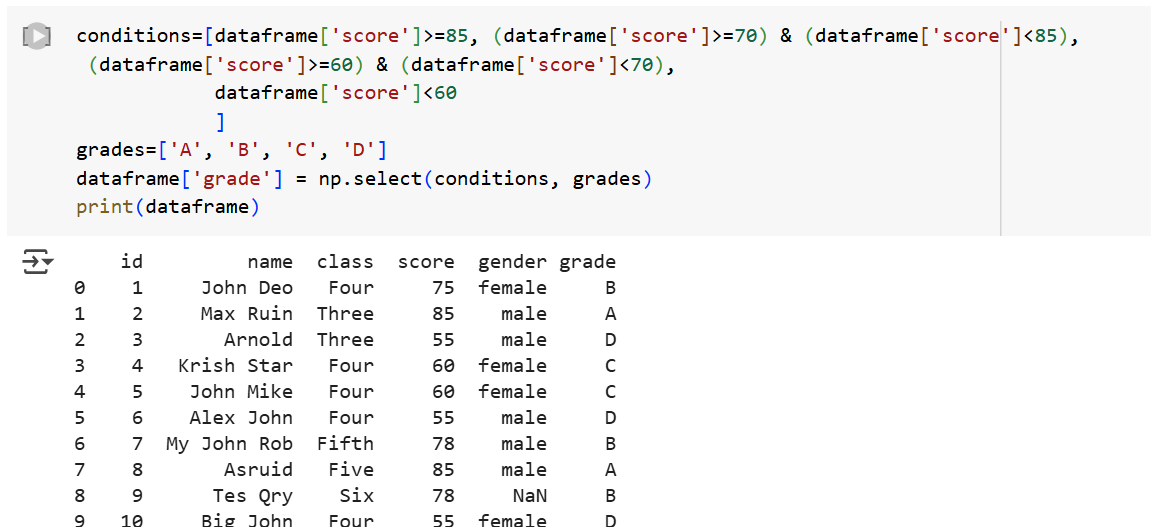 conditions=[dataframe['score']>=85, (dataframe['score']>=70) & (dataframe['score']<85),
(dataframe['score']>=60) & (dataframe['score']<70),
dataframe['score']<60
]
grades=['A', 'B', 'C', 'D']
dataframe['grade'] = np.select(conditions, grades)
print(dataframe)
id name class score gender grade
0 1 John Deo Four 75 female B
1 2 Max Ruin Three 85 male A
2 3 Arnold Three 55 male D
3 4 Krish Star Four 60 female C
4 5 John Mike Four 60 female C
5 6 Alex John Four 55 male D
6 7 My John Rob Fifth 78 male B
7 8 Asruid Five 85 male A
8 9 Tes Qry Six 78 NaN B
9 10 Big John Four 55 female D